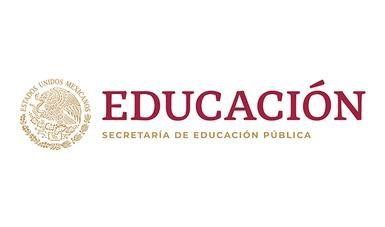 ESTADOS UNIDOS MEXICANOS
EDUCACIÓN
SECRETARÍA DE EDUCACIÓN PÚBLICA